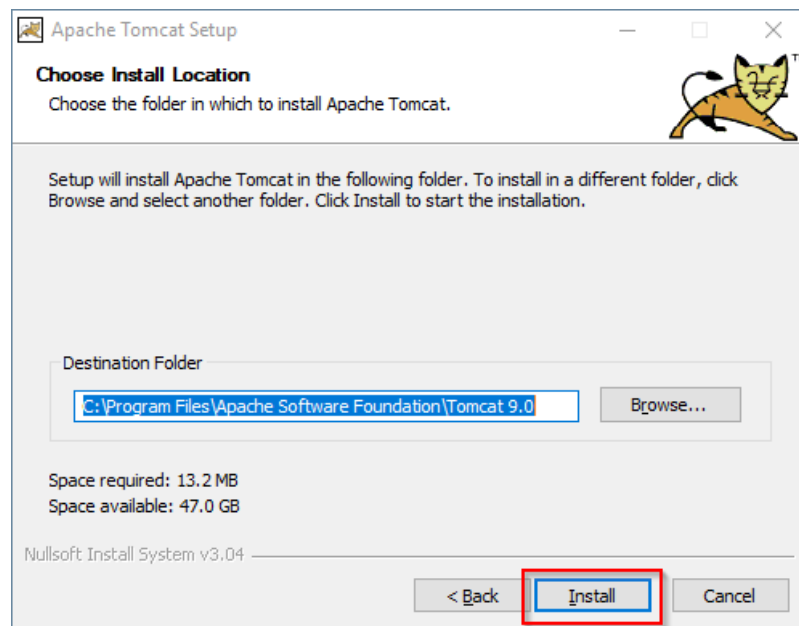 Apache Tomcat Setup
Choose Install Location
Choose the folder in which to install Apache Tomcat.
TM
Setup will install Apache Tomcat in the following folder. To install in a different folder, click
Browse and select another folder. Click Install to start the installation.
Destination Folder
C:\Program Files\Apache Software Foundation\Tomcat 9.0
Browse...
Space required: 13.2 MB
Space available: 47.0 GB
Nullsoft Install System v3.04
< Back
Install
Cancel